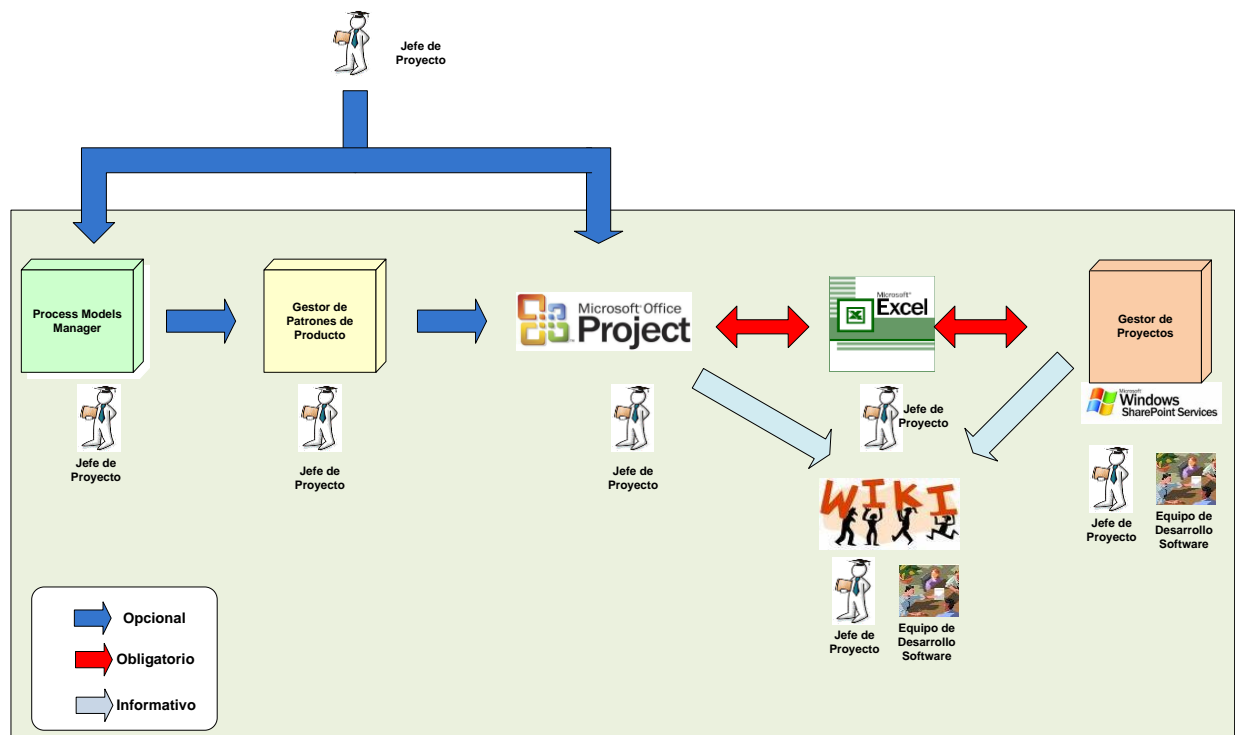 Jefe de
Proyecto
Process Models
Manager
Gestor de
Patrones de
Producto
Microsoft Office
Project
Microsoft
Excel
Gestor de
Proyectos
Microsoft
Windows
SharePoint Services
Jefe de
Proyecto
Jefe de
Proyecto
Jefe de
Proyecto
Jefe de
Proyecto
WIKI
Jefe de
Proyecto
Equipo de
Desarrollo
Software
Jefe de
Proyecto
Equipo de
Desarrollo
Software
Opcional
Obligatorio
Informativo